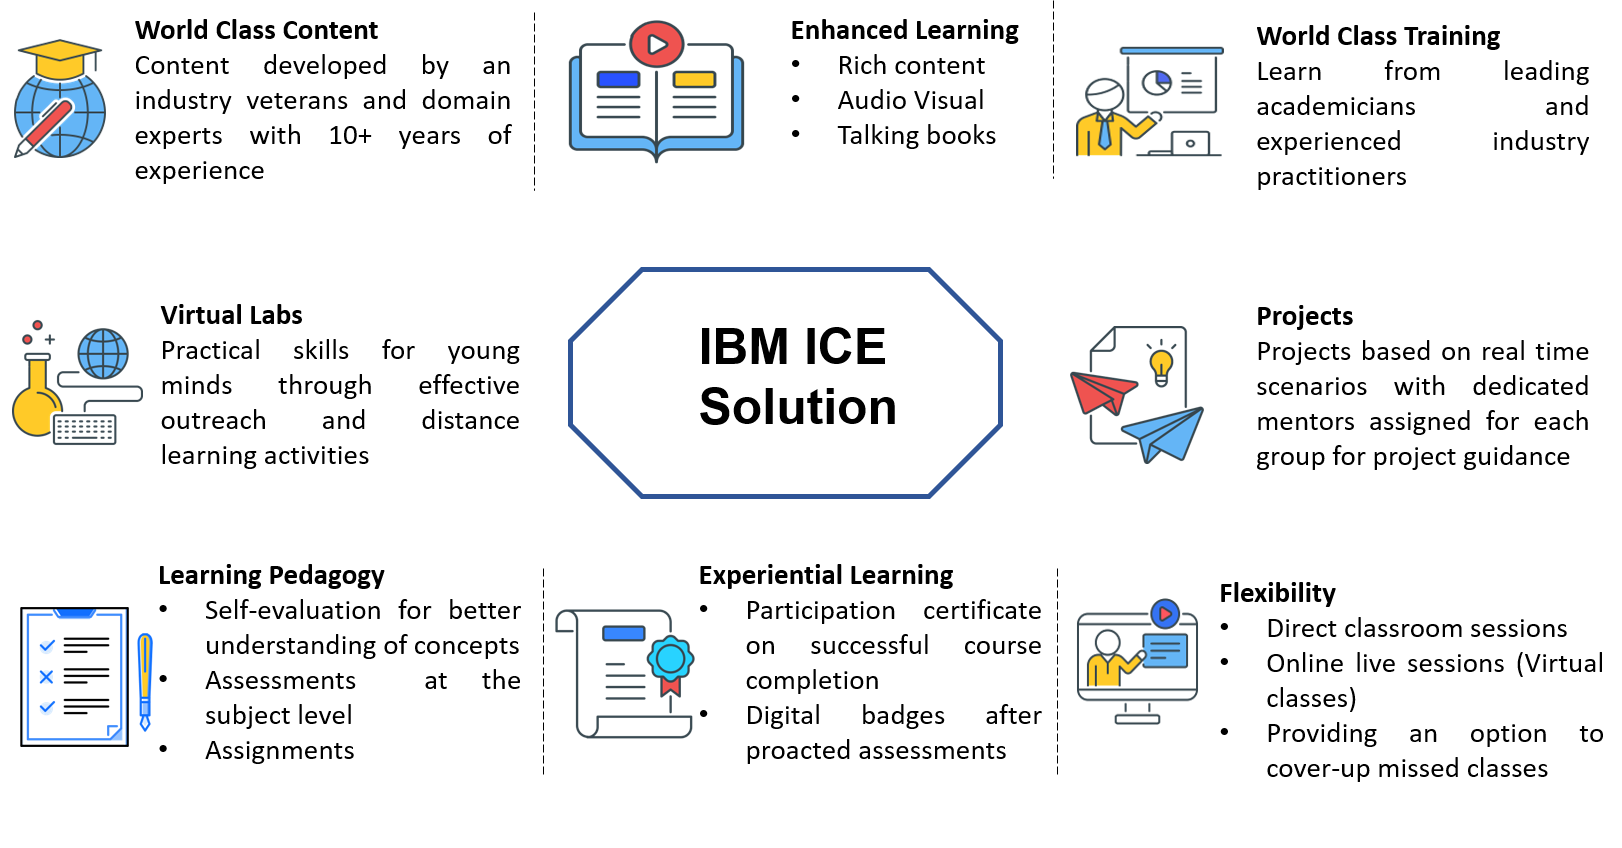 World Class Content
Content developed by an
industry veterans and domain
experts with 10+ years of
experience
Enhanced Learning
• Rich content
• Audio Visual
• Talking books
World Class Training
Learn from leading
academicians and
experienced industry
practitioners
Virtual Labs
Practical skills for young
minds through effective
outreach and distance
learning activities
IBM ICE
Solution
Projects
Projects based on real time
scenarios with dedicated
mentors assigned for each
group for project guidance
Learning Pedagogy
• Self-evaluation for better
understanding of concepts
• Assessments at the
subject level
• Assignments
Experiential Learning
• Participation certificate
on successful course
completion
• Digital badges after
proacted assessments
Flexibility
• Direct classroom sessions
• Online live sessions (Virtual
classes)
• Providing an option to
cover-up missed classes